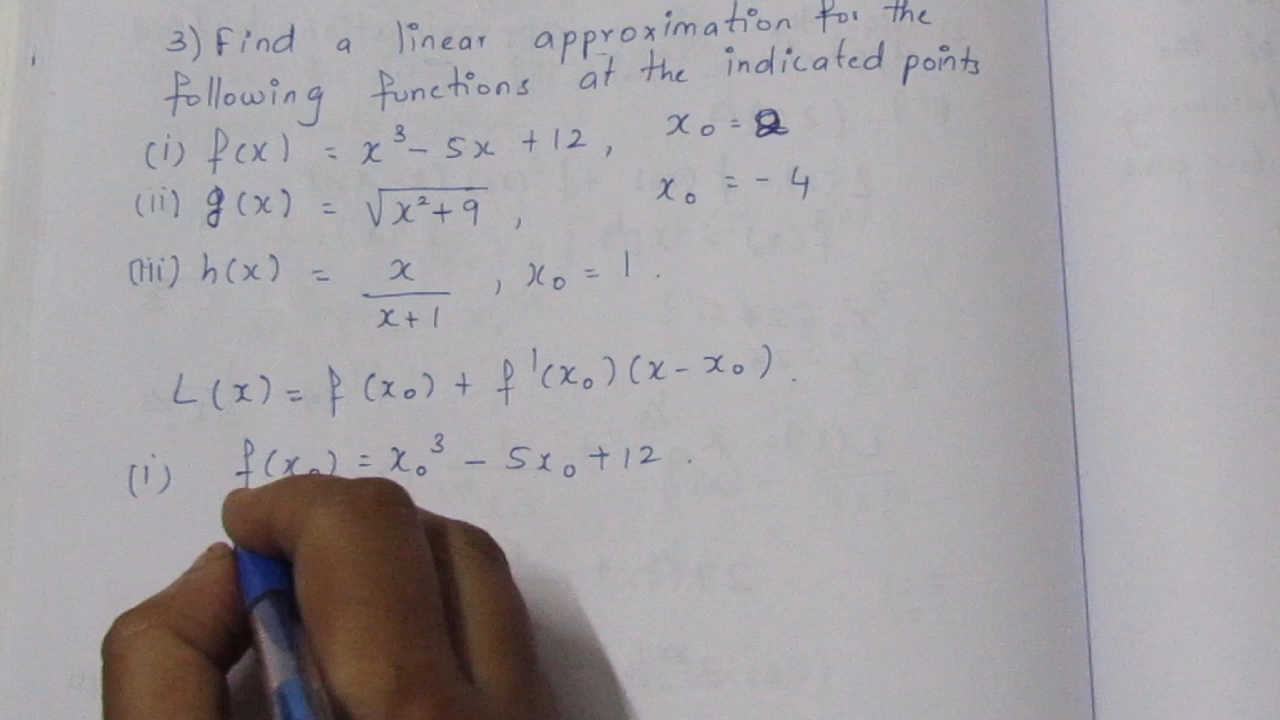 3) Find a linear approximation for the
following functions at the indicated points
(i) f(x) = x³ - 5x + 12, x₀ = 2
(ii) g(x) = √x²+9, x₀ = - 4
(iii) h(x) = x/x+1, x₀ = 1.
L(x) = f(x₀) + f'(x₀)(x - x₀).
(i) f(x₀) = x₀³ - 5x₀ + 12.